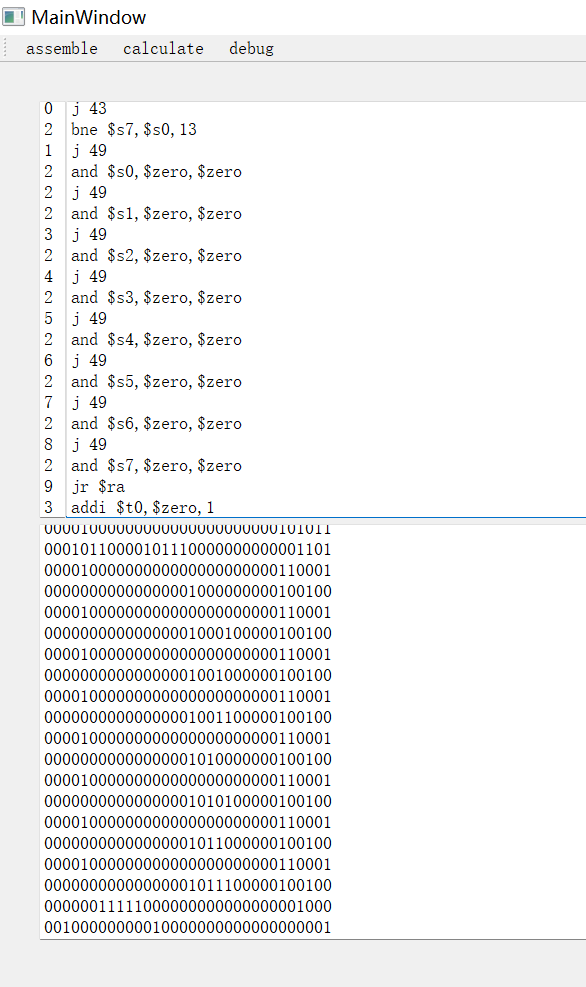 MainWindow
assemble calculate debug
0 j 43
2 bne $s7,$s0,13
1 j 49
2 and $s0,$zero,$zero
2 j 49
2 and $s1,$zero,$zero
3 j 49
2 and $s2,$zero,$zero
4 j 49
2 and $s3,$zero,$zero
5 j 49
2 and $s4,$zero,$zero
6 j 49
2 and $s5,$zero,$zero
7 j 49
2 and $s6,$zero,$zero
8 j 49
2 and $s7,$zero,$zero
9 jr $ra
3 addi $t0,$zero,1
00001000000000000000000000101011
00010110000101110000000000001101
00001000000000000000000000110001
00000000000000001000000000100100
00001000000000000000000000110001
00000000000000001000100000100100
00001000000000000000000000110001
00000000000000001001000000100100
00001000000000000000000000110001
00000000000000001001100000100100
00001000000000000000000000110001
00000000000000001010000000100100
00001000000000000000000000110001
00000000000000001010100000100100
00001000000000000000000000110001
00000000000000001011000000100100
00001000000000000000000000110001
00000000000000001011100000100100
00000011111000000000000000001000
00100000000010000000000000000001